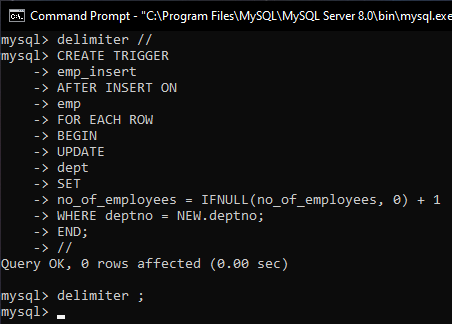 Command Prompt - "C:\Program Files\MySQL\MySQL Server 8.0\bin\mysql.exe
mysql> delimiter //
mysql> CREATE TRIGGER
    -> emp_insert
    -> AFTER INSERT ON
    -> emp
    -> FOR EACH ROW
    -> BEGIN
    -> UPDATE
    -> dept
    -> SET
    -> no_of_employees = IFNULL(no_of_employees, 0) + 1
    -> WHERE deptno = NEW.deptno;
    -> END;
    -> //
Query OK, 0 rows affected (0.00 sec)
mysql> delimiter ;
mysql>